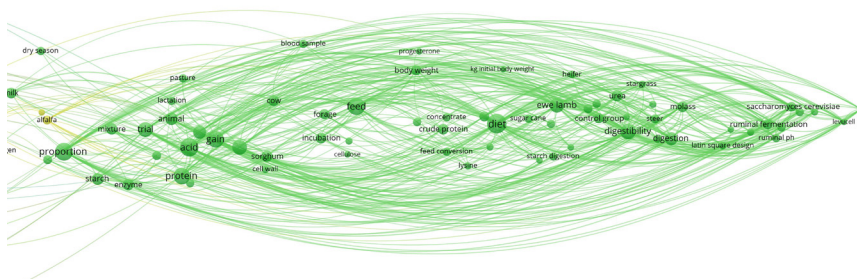 blood sample
dry season
progesterone
kg initial body weight
body weight
heifer
pasture
stargrass
milk
lactation
cow
urea
feed
ewe lamb
molass
saccharomyces cerevisiae
alfalfa
animal
forage
concentrate
sugar cane
control group
steer
levucell
mixture
trial
crude protein
diet
digestibility
ruminal fermentation
gain
incubation
digestion
ruminal ph
gen
proportion
acid
sorghum
cellulose
feed conversion
starch digestion
latin square design
cell wall
lysine
starch
enzyme
protein